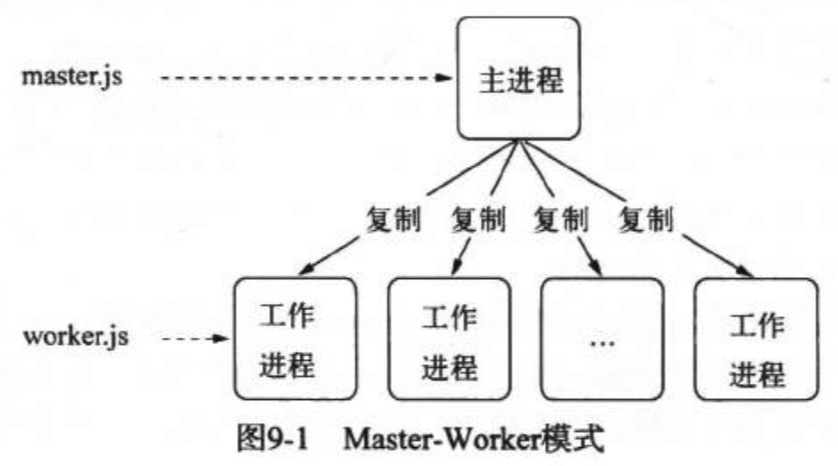 master.js
主进程
复制 复制 复制 复制
worker.js
工作
进程
工作
进程
...
工作
进程
图9-1 Master-Worker模式